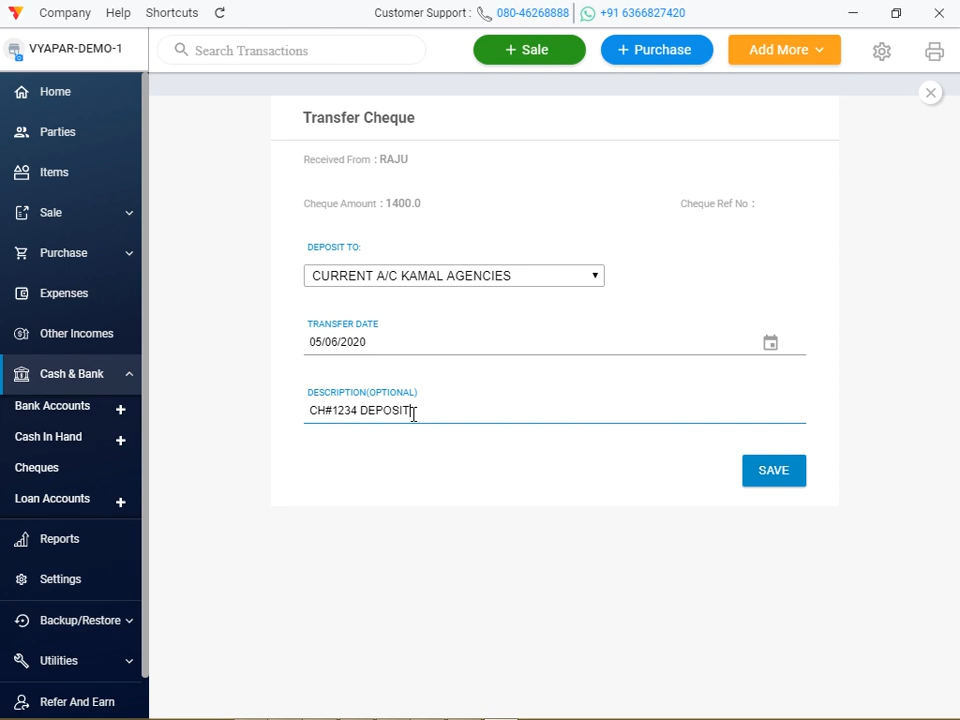 Company Help Shortcuts Customer Support : 080-46268888 +91 6366827420
VYAPAR-DEMO-1 Search Transactions + Sale + Purchase Add More
Home
Parties
Items
Sale
Purchase
Expenses
Other Incomes
Cash & Bank
Bank Accounts +
Cash In Hand +
Cheques
Loan Accounts +
Reports
Settings
Backup/Restore
Utilities
Refer And Earn
Transfer Cheque
Received From : RAJU
Cheque Amount : 1400.0 Cheque Ref No :
DEPOSIT TO:
CURRENT A/C KAMAL AGENCIES
TRANSFER DATE
05/06/2020
DESCRIPTION(OPTIONAL)
CH#1234 DEPOSIT
SAVE